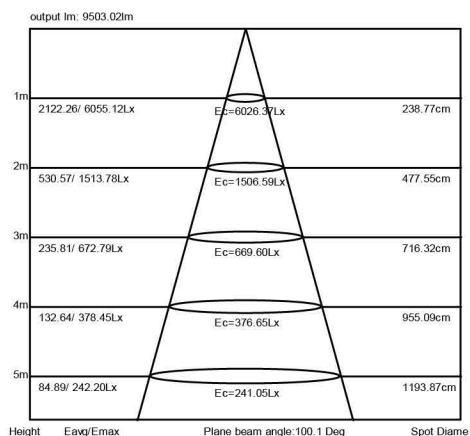 output lm: 9503.02lm
1m
2122.26/ 6055.12Lx
Ec=6026.37Lx
238.77cm
2m
530.57/ 1513.78Lx
Ec=1506.59Lx
477.55cm
3m
235.81/ 672.79Lx
Ec=669.60Lx
716.32cm
4m
132.64/ 378.45Lx
Ec=376.65Lx
955.09cm
5m
84.89/ 242.20Lx
Ec=241.05Lx
1193.87cm
Height Eavg/Emax Plane beam angle:100.1 Deg Spot Diame